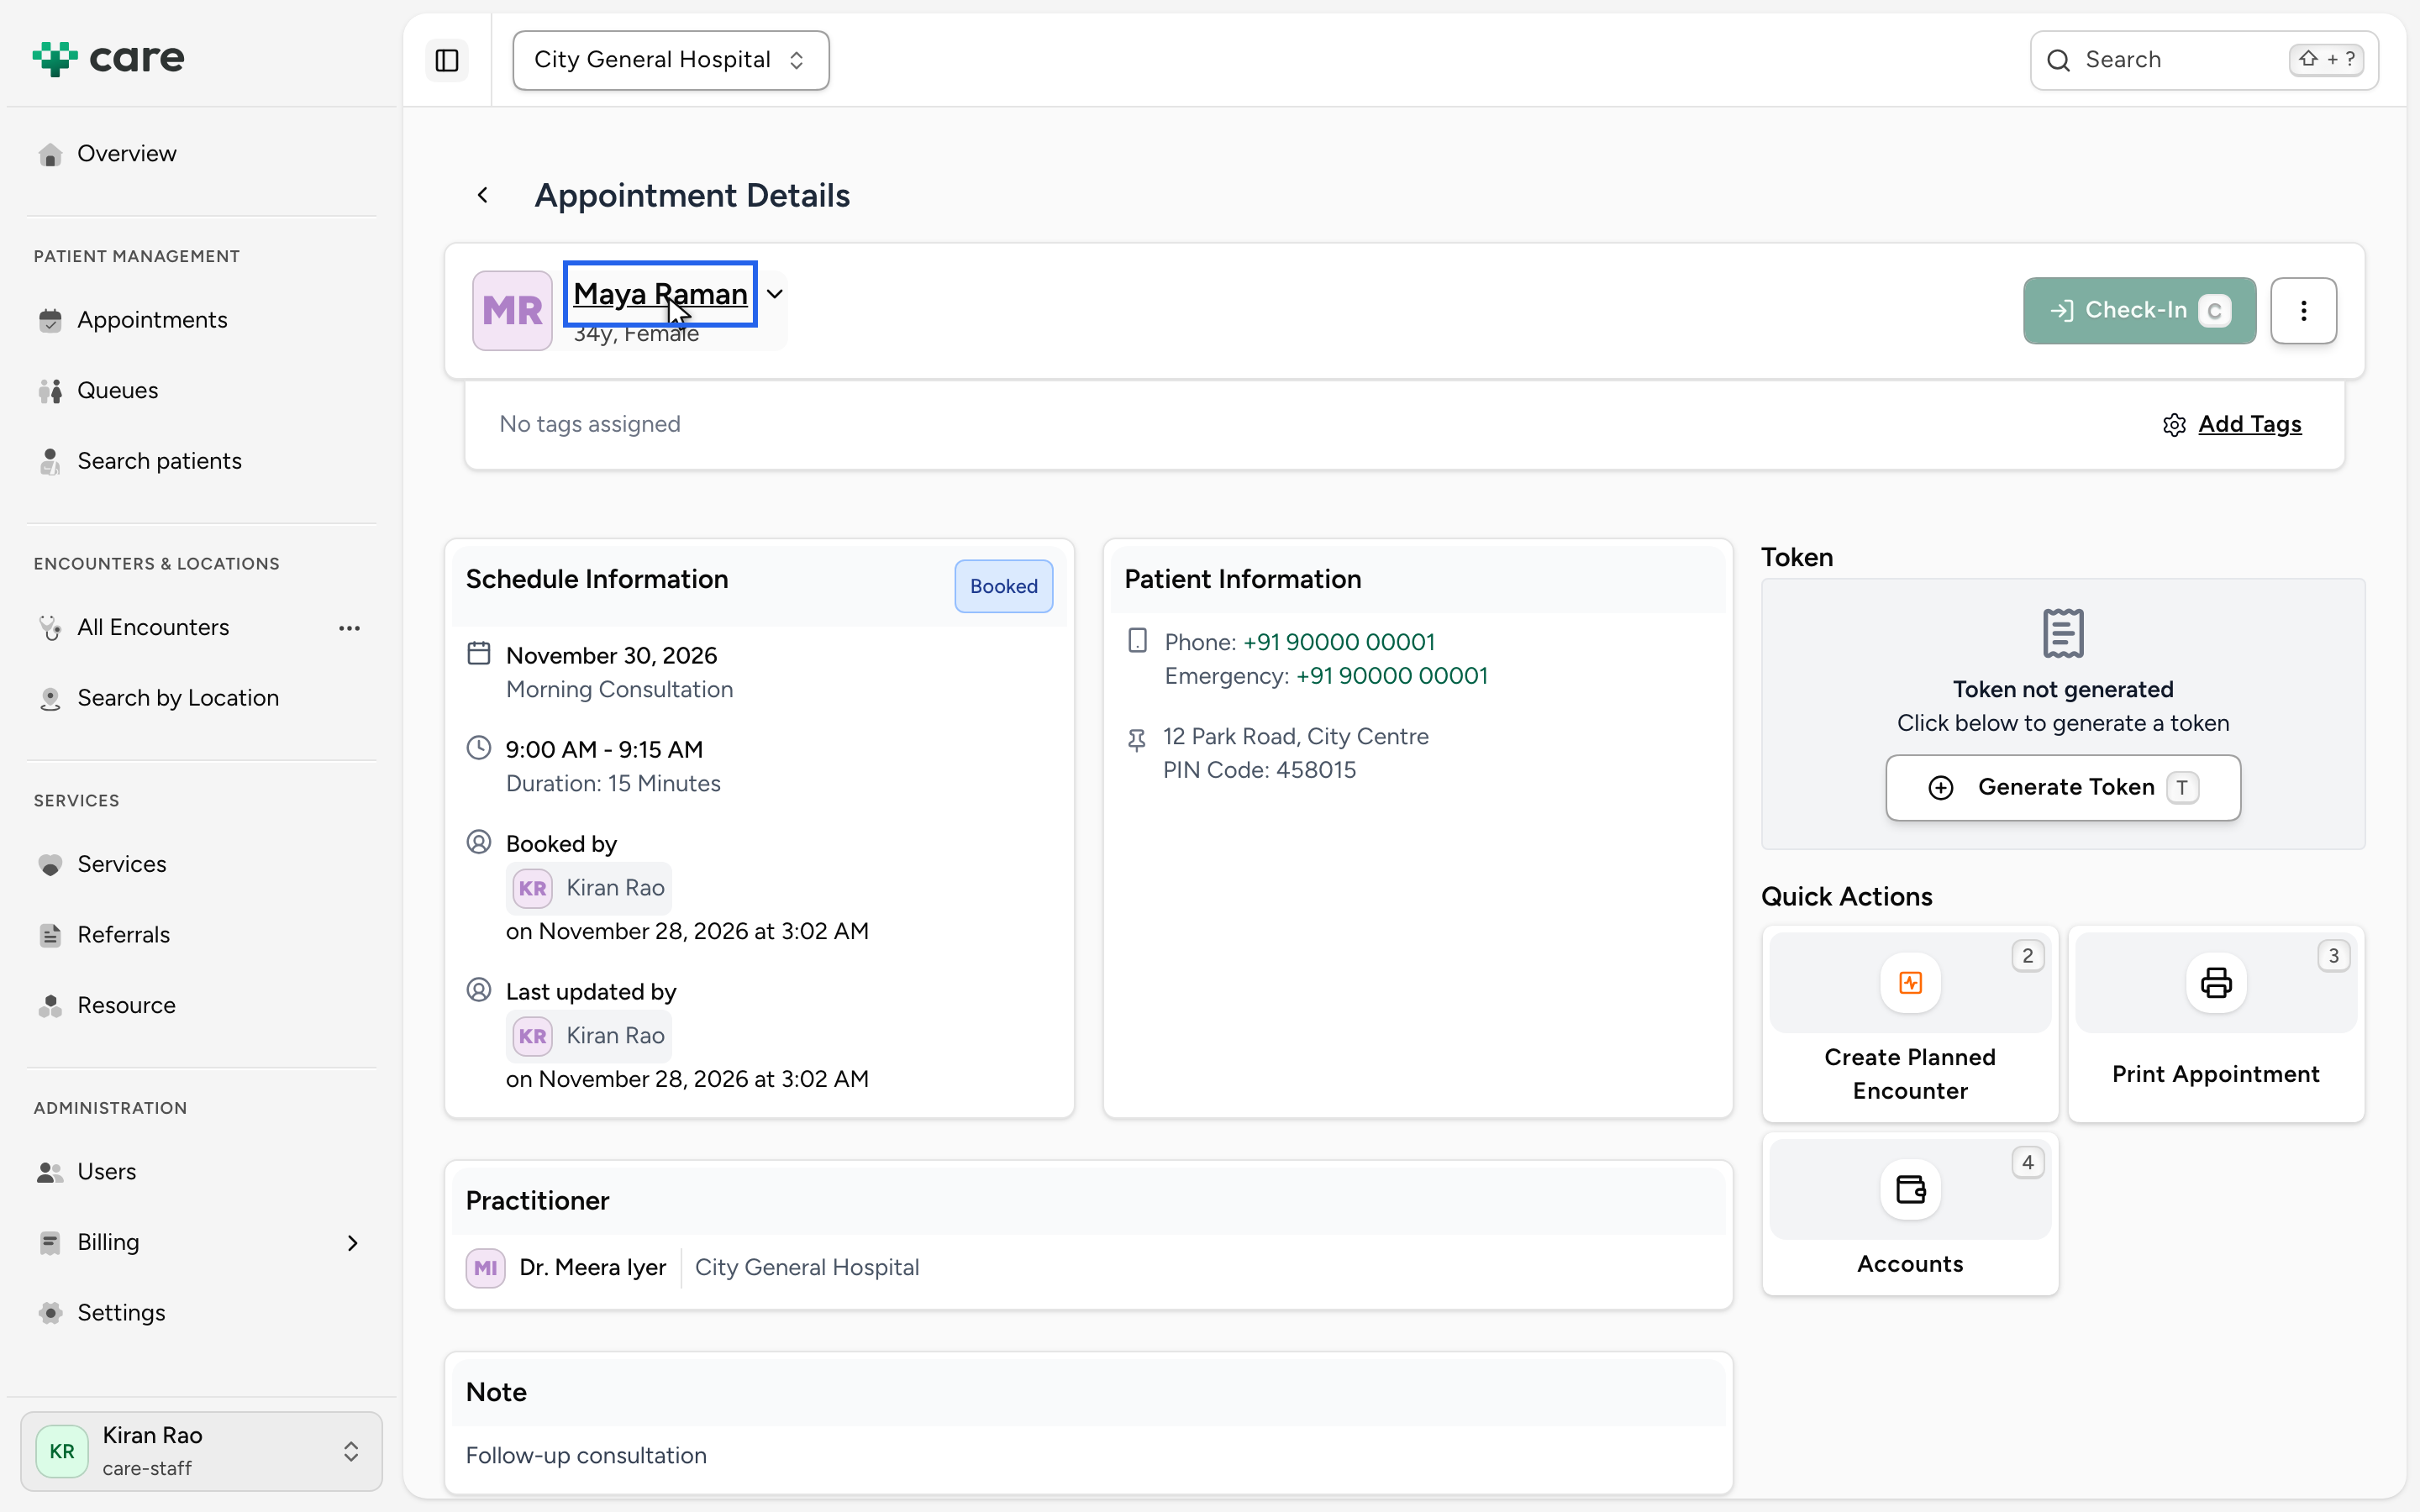 care
City General Hospital
Search
+ ?
Overview
PATIENT MANAGEMENT
Appointments
Queues
Search patients
ENCOUNTERS & LOCATIONS
All Encounters
Search by Location
SERVICES
Services
Referrals
Resource
ADMINISTRATION
Users
Billing
Settings
KR
Kiran Rao
care-staff
Appointment Details
MR
Maya Raman
34y, Female
Check-In C
No tags assigned
Add Tags
Schedule Information
Booked
November 30, 2026
Morning Consultation
9:00 AM - 9:15 AM
Duration: 15 Minutes
Booked by
KR Kiran Rao
on November 28, 2026 at 3:02 AM
Last updated by
KR Kiran Rao
on November 28, 2026 at 3:02 AM
Patient Information
Phone: +91 90000 00001
Emergency: +91 90000 00001
12 Park Road, City Centre
PIN Code: 458015
Token
Token not generated
Click below to generate a token
Generate Token T
Quick Actions
2
Create Planned
Encounter
3
Print Appointment
4
Accounts
Practitioner
MI Dr. Meera Iyer City General Hospital
Note
Follow-up consultation